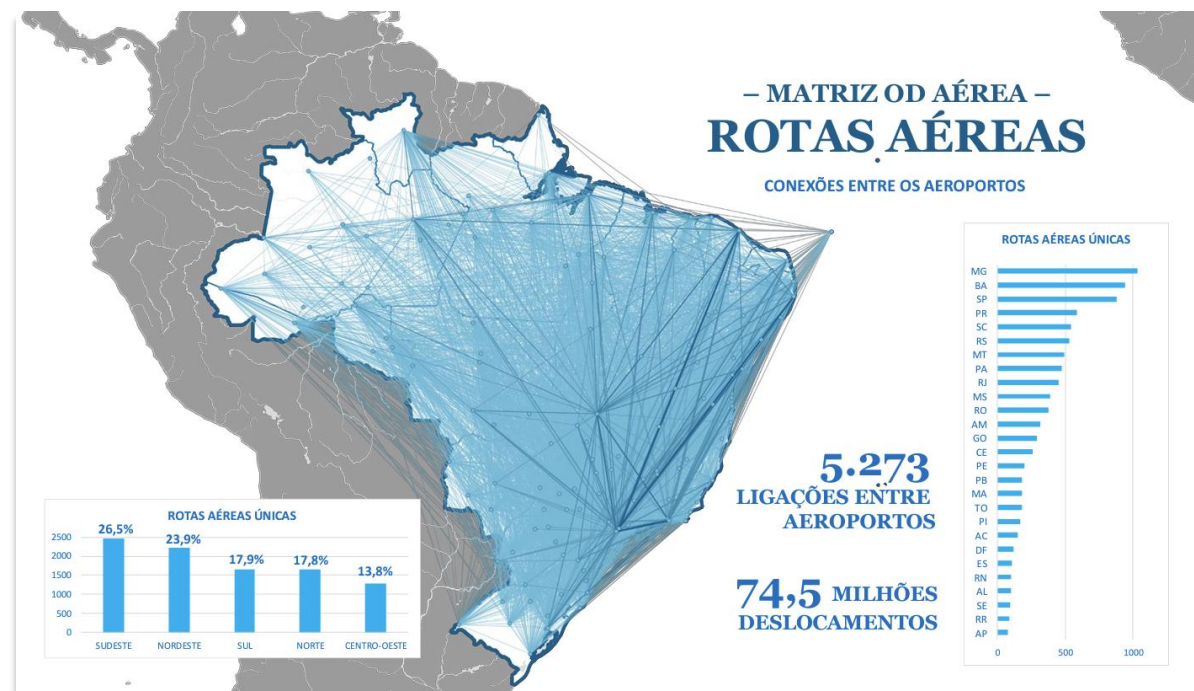 – MATRIZ OD AÉREA –
ROTAS AÉREAS
CONEXÕES ENTRE OS AEROPORTOS
ROTAS AÉREAS ÚNICAS
MG
BA
SP
PR
SC
RS
MT
PA
RJ
MS
RO
AM
GO
CE
PE
PB
MA
TO
PI
AC
DF
ES
RN
AL
SE
RR
AP
0 500 1000
5.273
LIGAÇÕES ENTRE
AEROPORTOS
74,5 MILHÕES
DESLOCAMENTOS
ROTAS AÉREAS ÚNICAS
26,5% 23,9% 17,9% 17,8% 13,8%
2500
2000
1500
1000
500
0
SUDESTE NORDESTE SUL NORTE CENTRO-OESTE